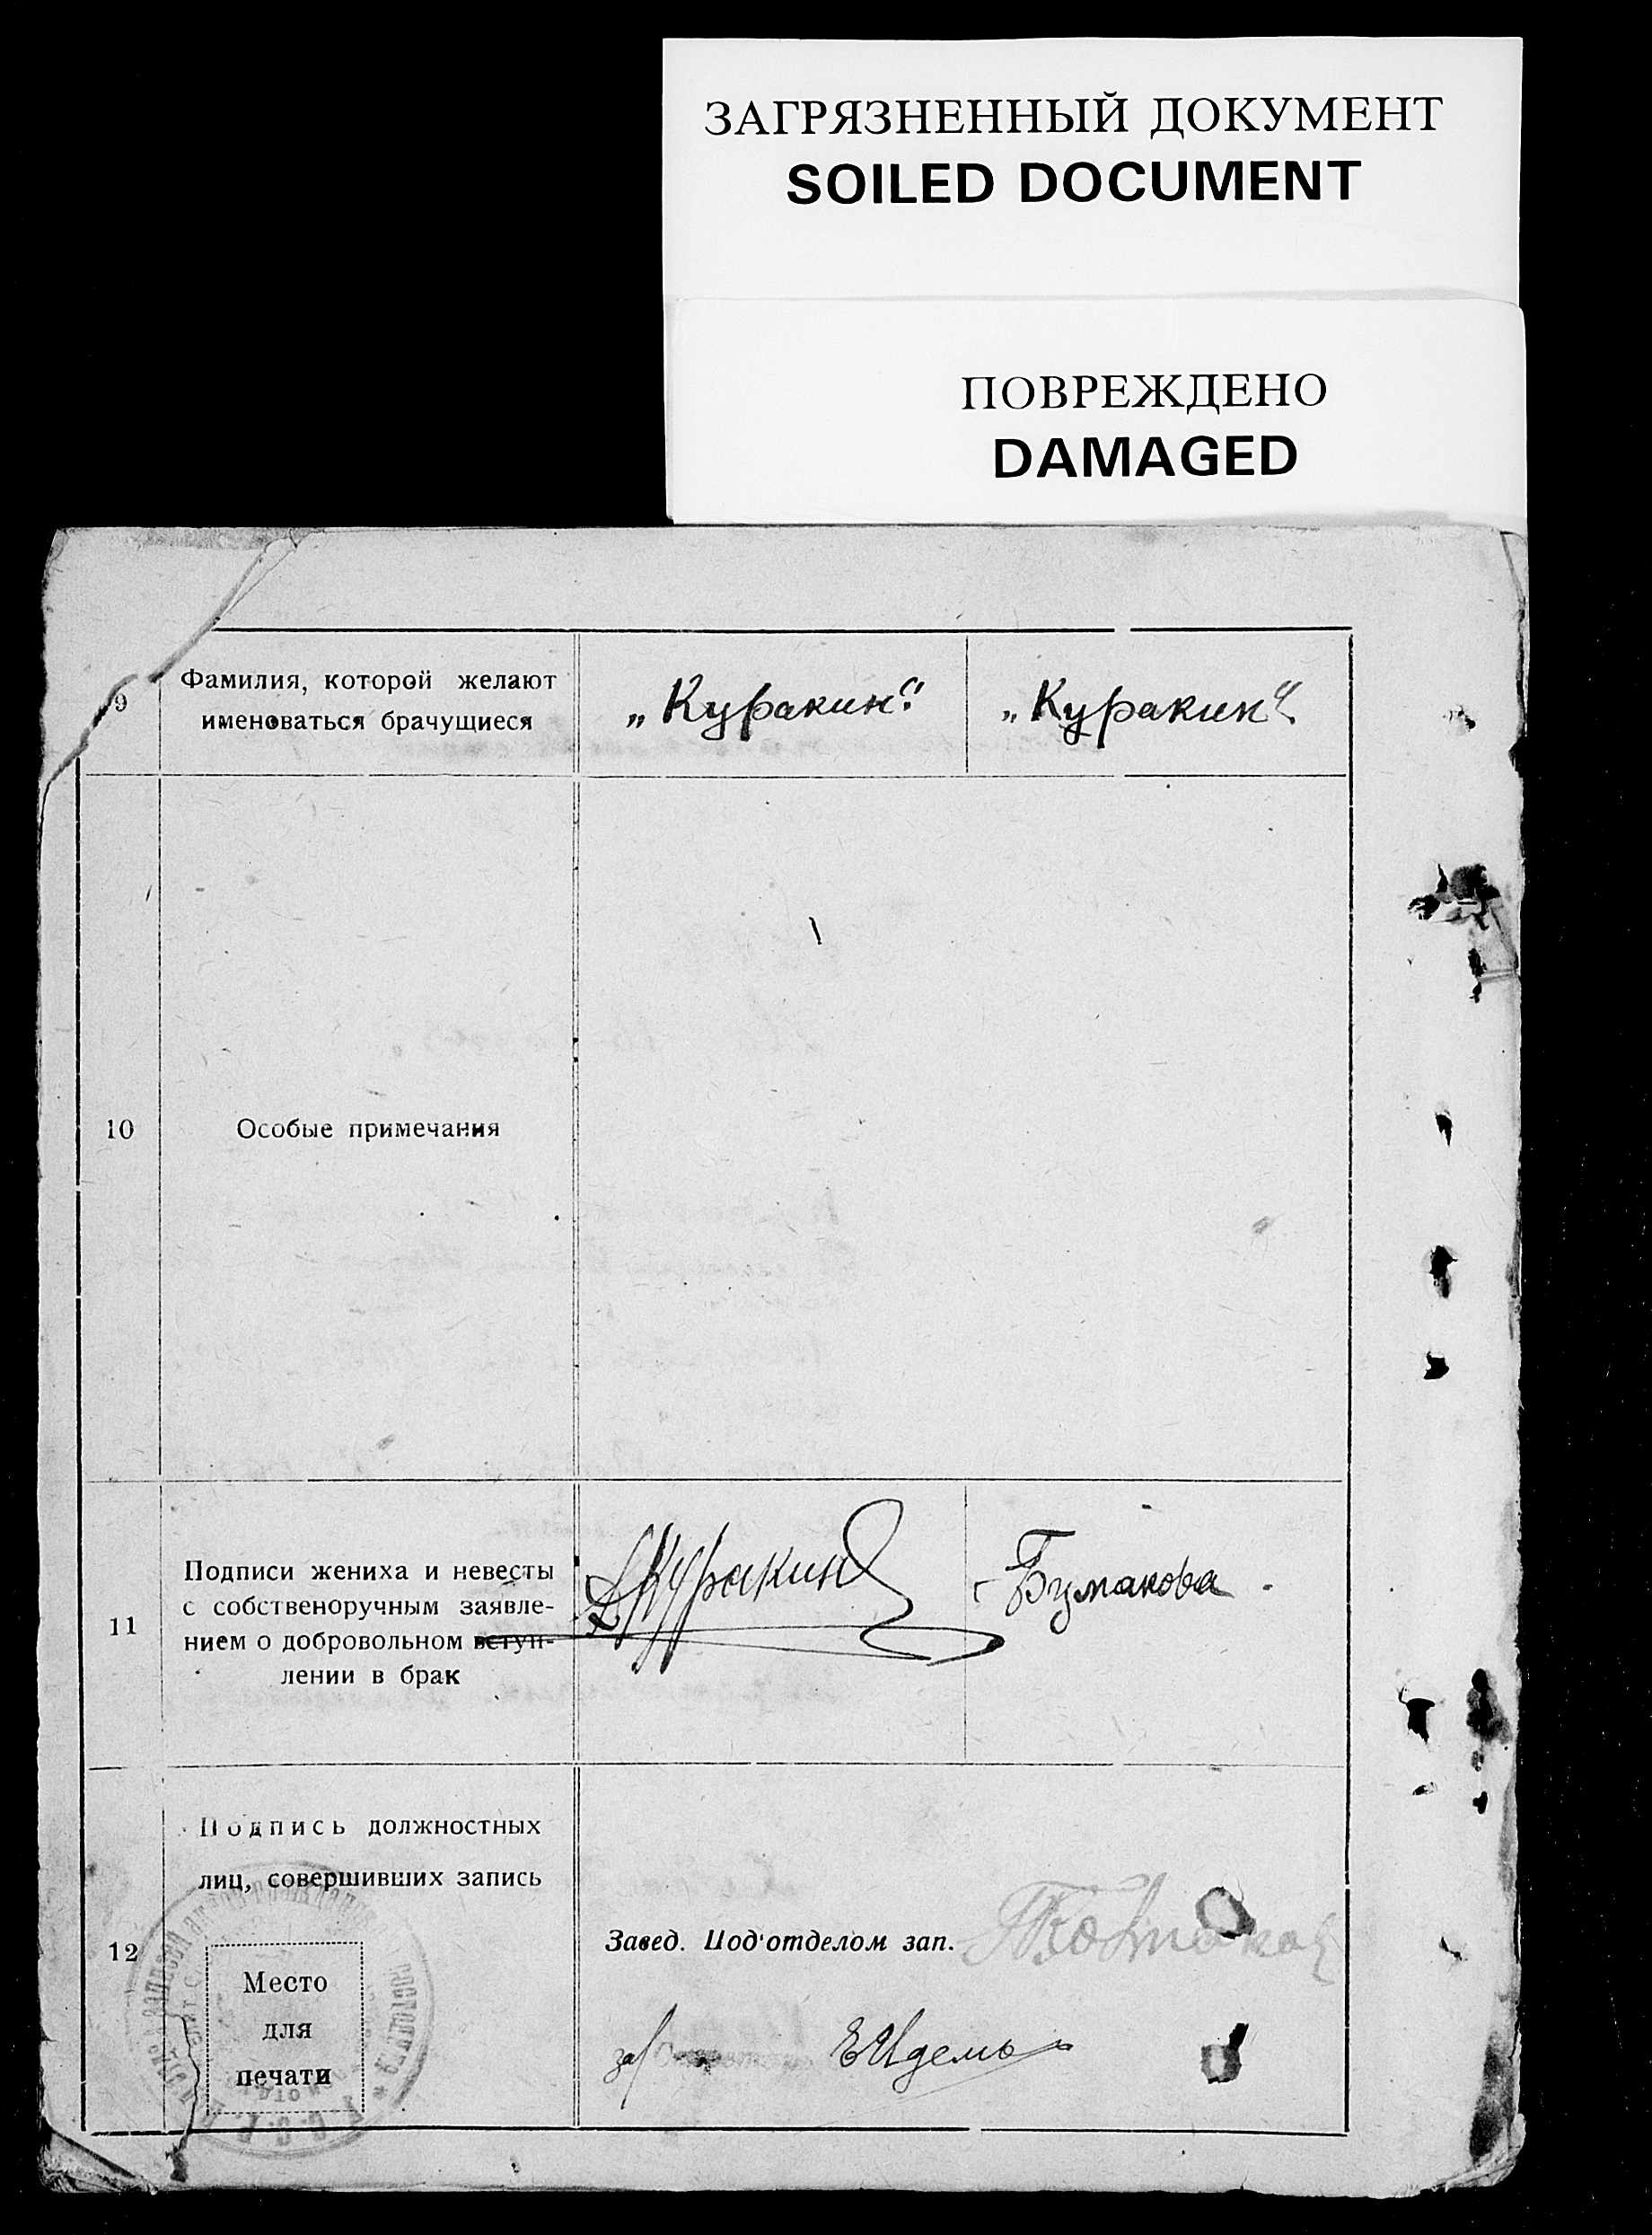 ЗАГРЯЗНЕННЫЙ ДОКУМЕНТ
SOILED DOCUMENT
ПОВРЕЖДЕНО
DAMAGED
9
Фамилия, которой желают
именоваться брачущиеся
„Куракин“
„Куракин“
10
Особые примечания
11
Подписи жениха и невесты
с собственоручным заявле-
нием о добровольном вступ-
лении в брак
Куракин
Бумакова
12
Подпись должностных
лиц, совершивших запись
Место
для
печати
Завед. Под'отделом зап.